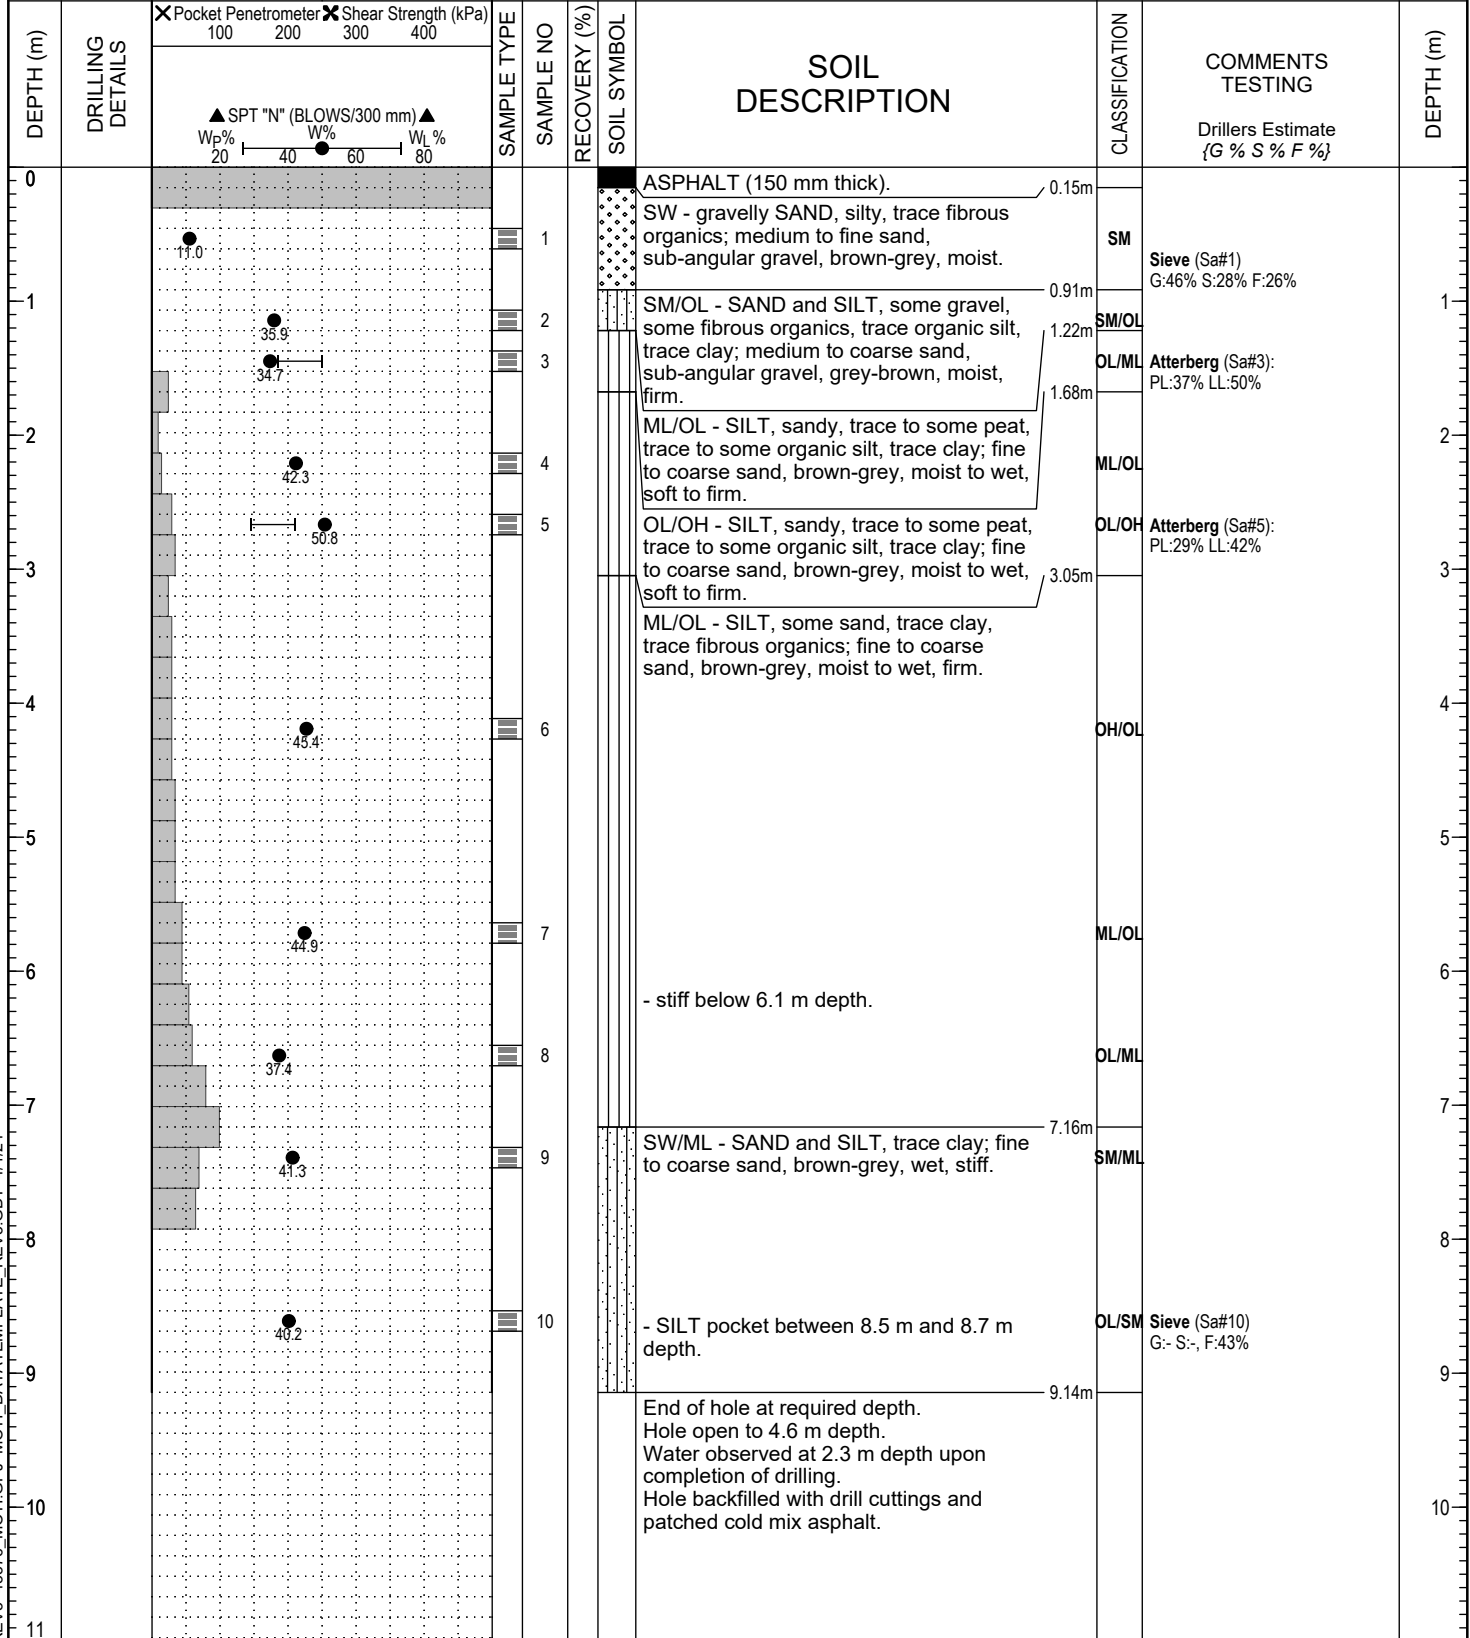 DEPTH (m)
DRILLING
DETAILS
Pocket Penetrometer Shear Strength (kPa)
100 200 300 400
▲ SPT "N" (BLOWS/300 mm) ▲
WP% W% WL%
20 40 60 80
SAMPLE TYPE
SAMPLE NO
RECOVERY (%)
SOIL SYMBOL
SOIL
DESCRIPTION
CLASSIFICATION
COMMENTS
TESTING
Drillers Estimate
{G % S % F %}
DEPTH (m)
0
ASPHALT (150 mm thick).
0.15m
SW - gravelly SAND, silty, trace fibrous
organics; medium to fine sand,
sub-angular gravel, brown-grey, moist.
11.0
1
SM
Sieve (Sa#1)
G:46% S:28% F:26%
0.91m
1
1
SM/OL - SAND and SILT, some gravel,
some fibrous organics, trace organic silt,
trace clay; medium to coarse sand,
sub-angular gravel, grey-brown, moist,
firm.
35.9
2
SM/OL
1.22m
34.7
3
OL/ML
Atterberg (Sa#3):
PL:37% LL:50%
1.68m
ML/OL - SILT, sandy, trace to some peat,
trace to some organic silt, trace clay; fine
to coarse sand, brown-grey, moist to wet,
soft to firm.
2
2
42.3
4
ML/OL
OL/OH - SILT, sandy, trace to some peat,
trace to some organic silt, trace clay; fine
to coarse sand, brown-grey, moist to wet,
soft to firm.
50.8
5
OL/OH
Atterberg (Sa#5):
PL:29% LL:42%
3
3.05m
3
ML/OL - SILT, some sand, trace clay,
trace fibrous organics; fine to coarse
sand, brown-grey, moist to wet, firm.
4
4
45.4
6
OH/OL
5
5
44.9
7
ML/OL
6
6
- stiff below 6.1 m depth.
37.4
8
OL/ML
7
7
7.16m
SW/ML - SAND and SILT, trace clay; fine
to coarse sand, brown-grey, wet, stiff.
41.3
9
SM/ML
8
8
40.2
10
- SILT pocket between 8.5 m and 8.7 m
depth.
OL/SM
Sieve (Sa#10)
G:- S:-, F:43%
9
9
9.14m
End of hole at required depth.
Hole open to 4.6 m depth.
Water observed at 2.3 m depth upon
completion of drilling.
Hole backfilled with drill cuttings and
patched cold mix asphalt.
10
10
11